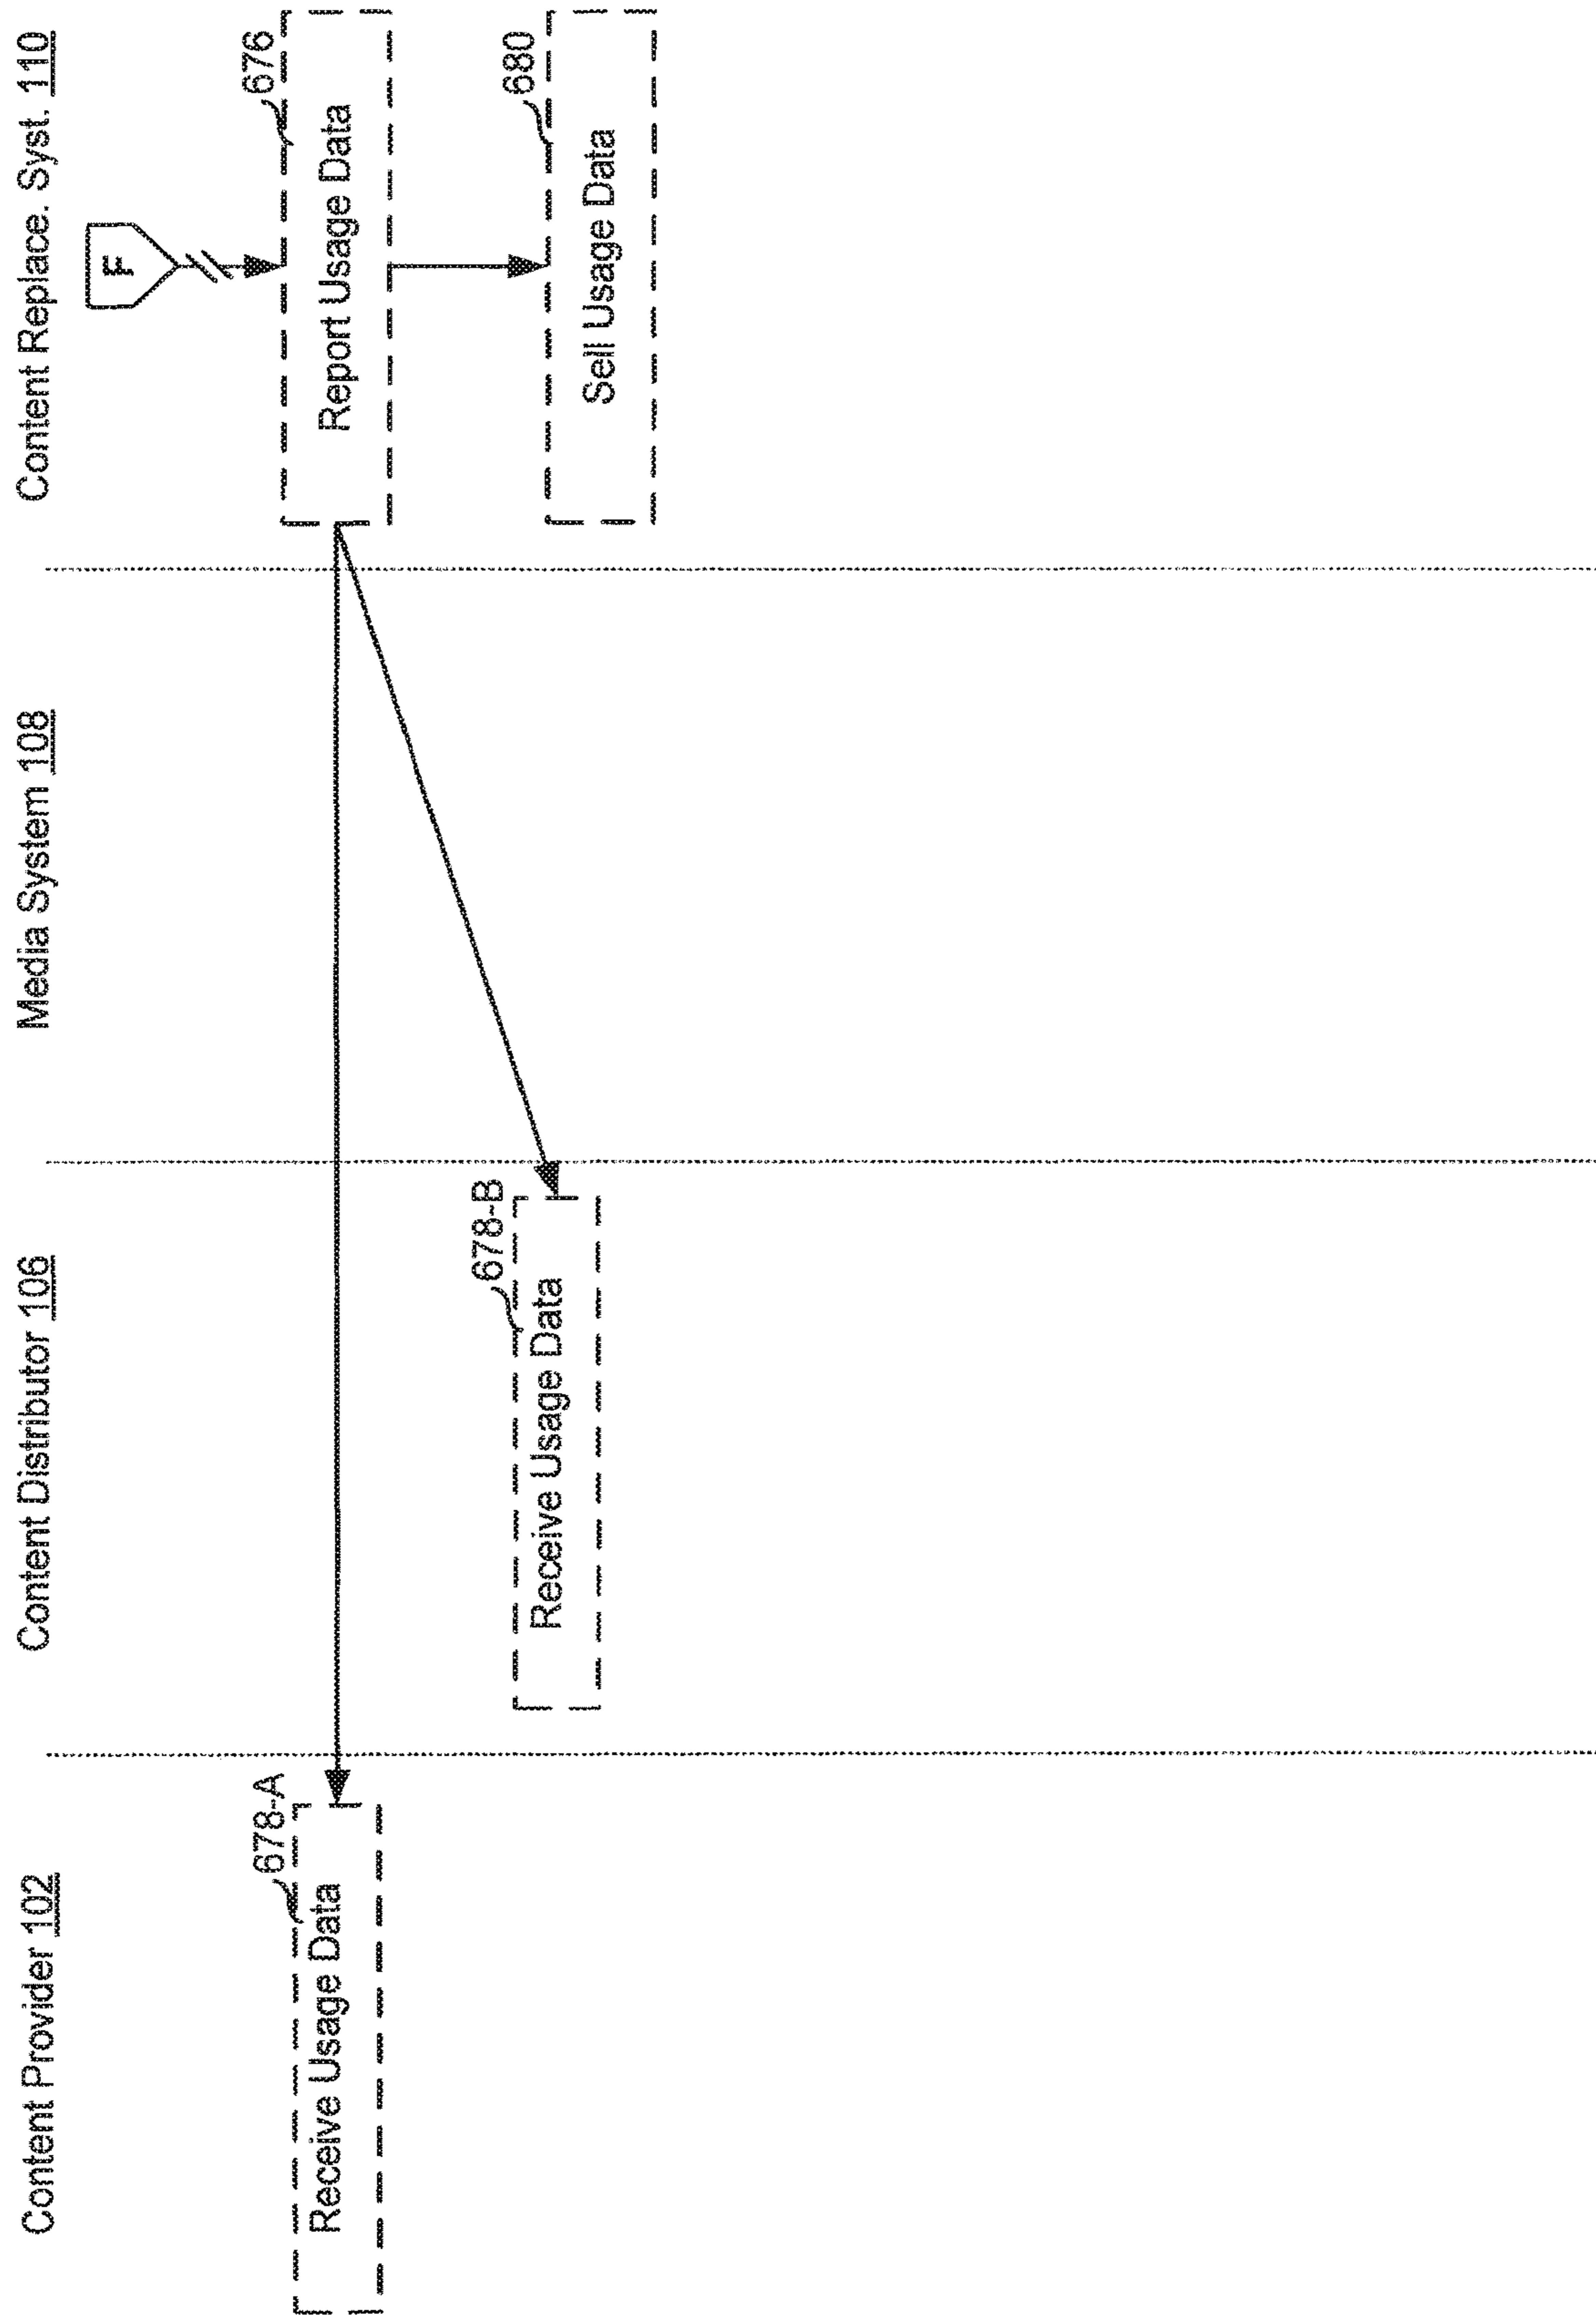 Content Provider 102
Content Distributor 106
Media System 108
Content Replace. Syst. 110
F
676
Report Usage Data
678-A
Receive Usage Data
678-B
Receive Usage Data
680
Sell Usage Data